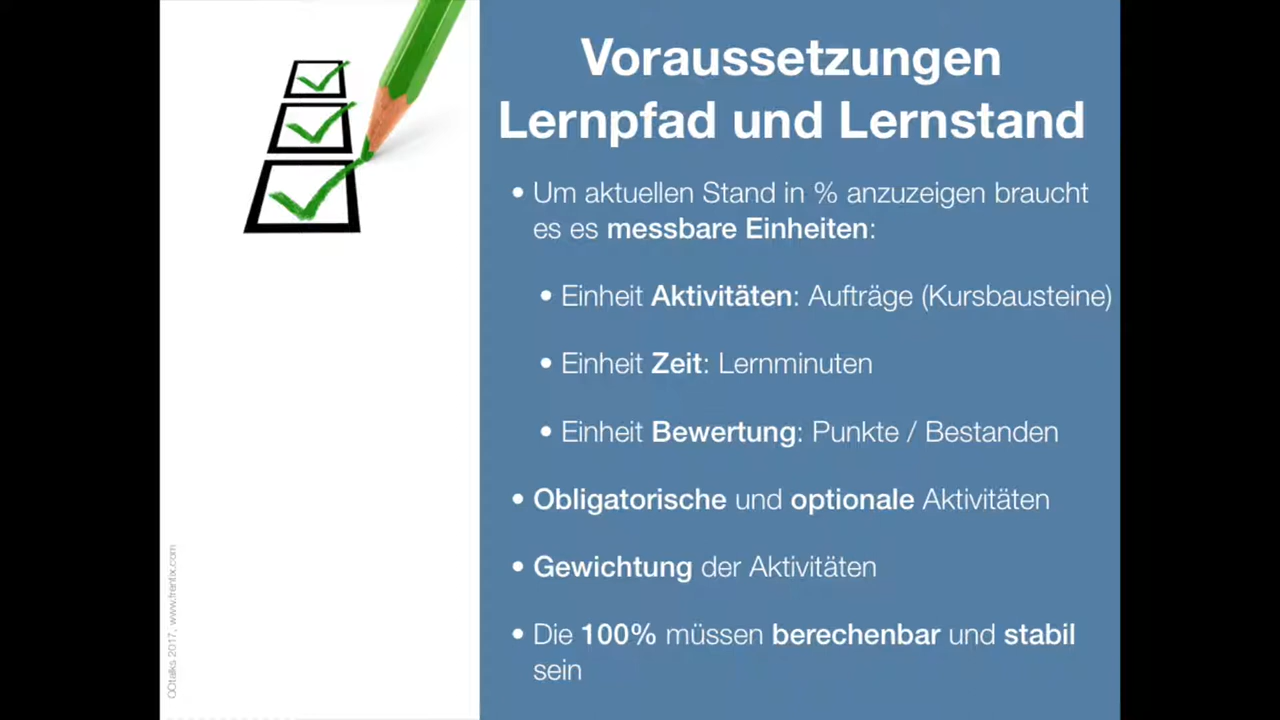 Voraussetzungen
Lernpfad und Lernstand
• Um aktuellen Stand in % anzuzeigen braucht
es es messbare Einheiten:
• Einheit Aktivitäten: Aufträge (Kursbausteine)
• Einheit Zeit: Lernminuten
• Einheit Bewertung: Punkte / Bestanden
• Obligatorische und optionale Aktivitäten
• Gewichtung der Aktivitäten
• Die 100% müssen berechenbar und stabil
sein
OOtalks 2017, www.frentix.com